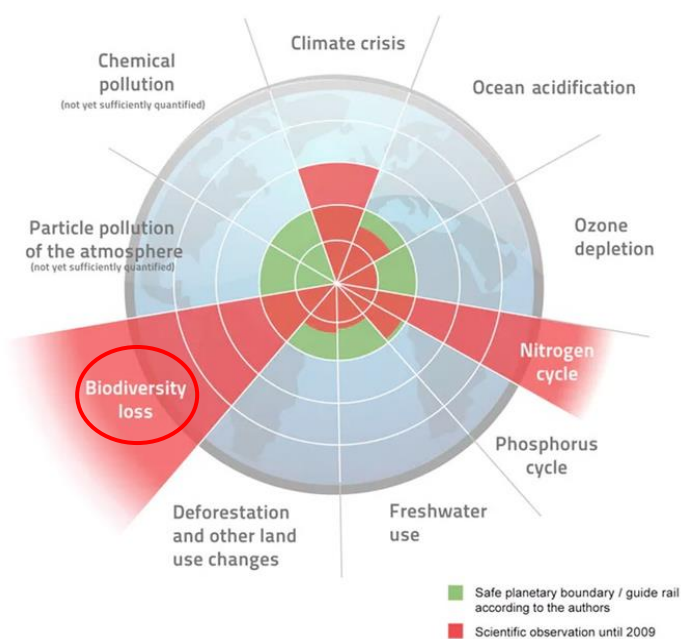 Climate crisis
Chemical
pollution
(not yet sufficiently quantified)
Ocean acidification
Particle pollution
of the atmosphere
(not yet sufficiently quantified)
Ozone
depletion
Nitrogen
cycle
Biodiversity
loss
Phosphorus
cycle
Deforestation
and other land
use changes
Freshwater
use
Safe planetary boundary / guide rail
according to the authors
Scientific observation until 2009